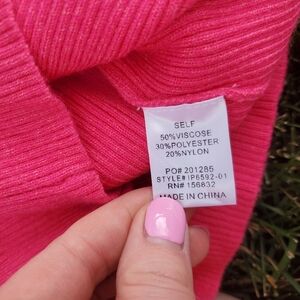 SELF
50%VISCOSE
30%POLYESTER
20%NYLON
PO# 201285
STYLE# IP6592-01
RN# 156832
MADE IN CHINA